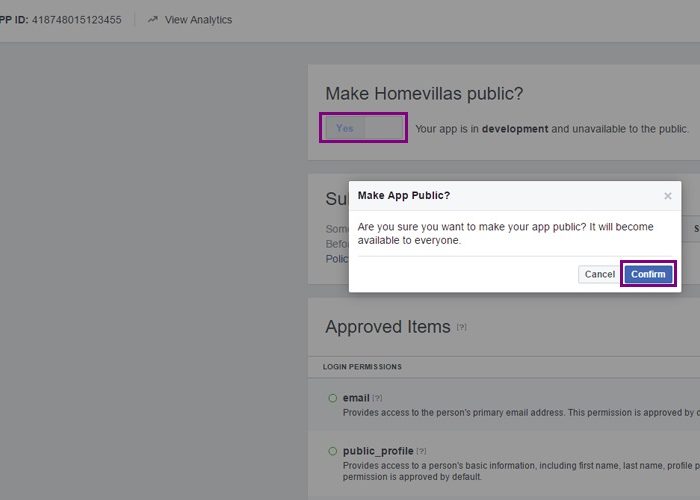 PP ID: 418748015123455 View Analytics
Make Homevillas public?
Yes Your app is in development and unavailable to the public.
Su
Make App Public? ×
Som
Are you sure you want to make your app public? It will become
S
Befor
available to everyone.
Polic
Cancel Confirm
Approved Items [?]
LOGIN PERMISSIONS
email [?]
Provides access to the person's primary email address. This permission is approved by d
public_profile [?]
Provides access to a person's basic information, including first name, last name, profile p
permission is approved by default.